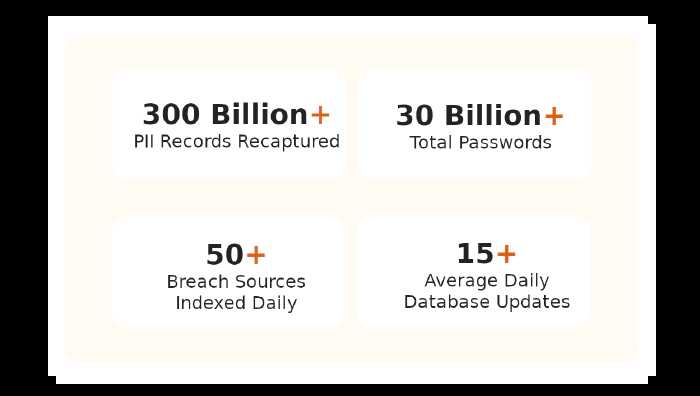 300 Billion+
PII Records Recaptured
30 Billion+
Total Passwords
50+
Breach Sources
Indexed Daily
15+
Average Daily
Database Updates